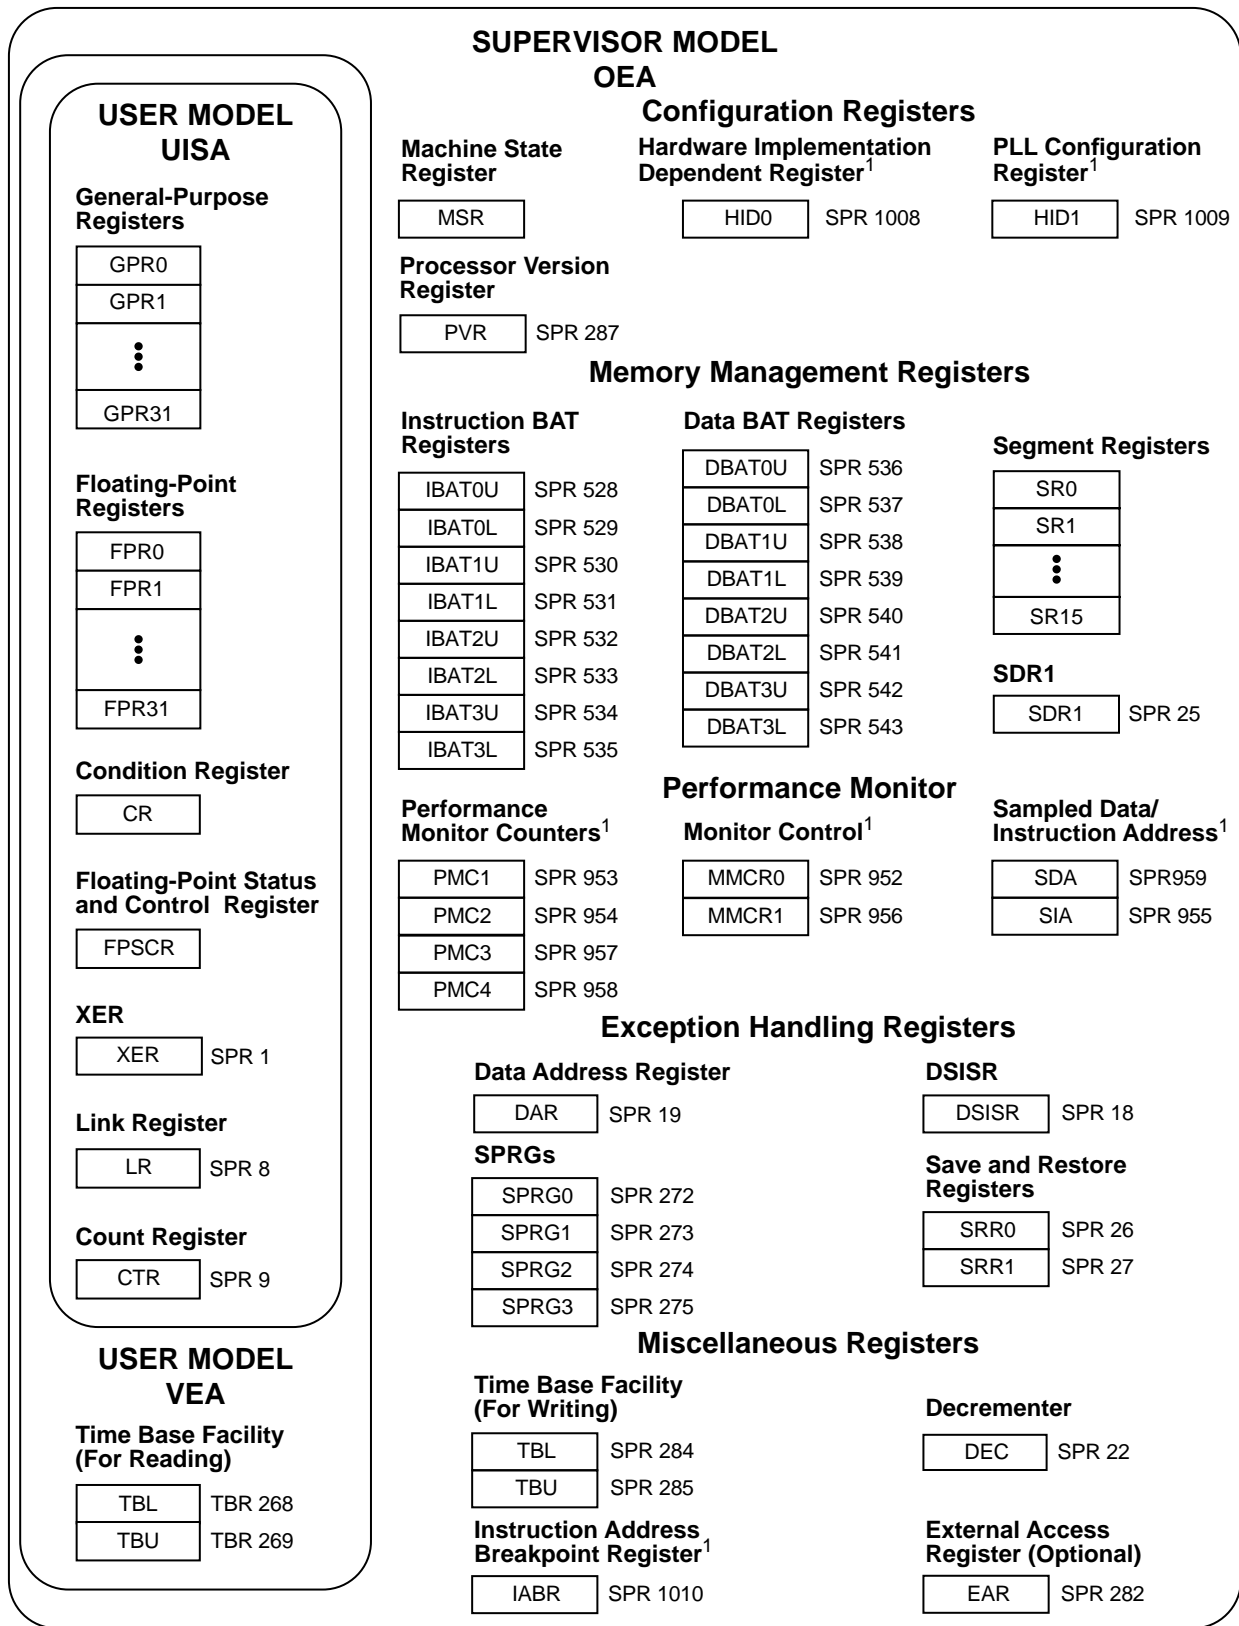 SUPERVISOR MODEL
OEA
USER MODEL
UISA
General-Purpose
Registers
GPR0
GPR1
GPR31
Floating-Point
Registers
FPR0
FPR1
FPR31
Condition Register
CR
Floating-Point Status
and Control Register
FPSCR
XER
XER SPR 1
Link Register
LR SPR 8
Count Register
CTR SPR 9
USER MODEL
VEA
Time Base Facility
(For Reading)
TBL TBR 268
TBU TBR 269
Configuration Registers
Machine State
Register
MSR
Hardware Implementation
Dependent Register1
HID0 SPR 1008
PLL Configuration
Register1
HID1 SPR 1009
Processor Version
Register
PVR SPR 287
Memory Management Registers
Instruction BAT
Registers
IBAT0U SPR 528
IBAT0L SPR 529
IBAT1U SPR 530
IBAT1L SPR 531
IBAT2U SPR 532
IBAT2L SPR 533
IBAT3U SPR 534
IBAT3L SPR 535
Data BAT Registers
DBAT0U SPR 536
DBAT0L SPR 537
DBAT1U SPR 538
DBAT1L SPR 539
DBAT2U SPR 540
DBAT2L SPR 541
DBAT3U SPR 542
DBAT3L SPR 543
Segment Registers
SR0
SR1
SR15
SDR1
SDR1 SPR 25
Performance Monitor
Performance
Monitor Counters1
PMC1 SPR 953
PMC2 SPR 954
PMC3 SPR 957
PMC4 SPR 958
Monitor Control1
MMCR0 SPR 952
MMCR1 SPR 956
Sampled Data/
Instruction Address1
SDA SPR959
SIA SPR 955
Exception Handling Registers
Data Address Register
DAR SPR 19
DSISR
DSISR SPR 18
SPRGs
SPRG0 SPR 272
SPRG1 SPR 273
SPRG2 SPR 274
SPRG3 SPR 275
Save and Restore
Registers
SRR0 SPR 26
SRR1 SPR 27
Miscellaneous Registers
Time Base Facility
(For Writing)
TBL SPR 284
TBU SPR 285
Decrementer
DEC SPR 22
Instruction Address
Breakpoint Register1
IABR SPR 1010
External Access
Register (Optional)
EAR SPR 282